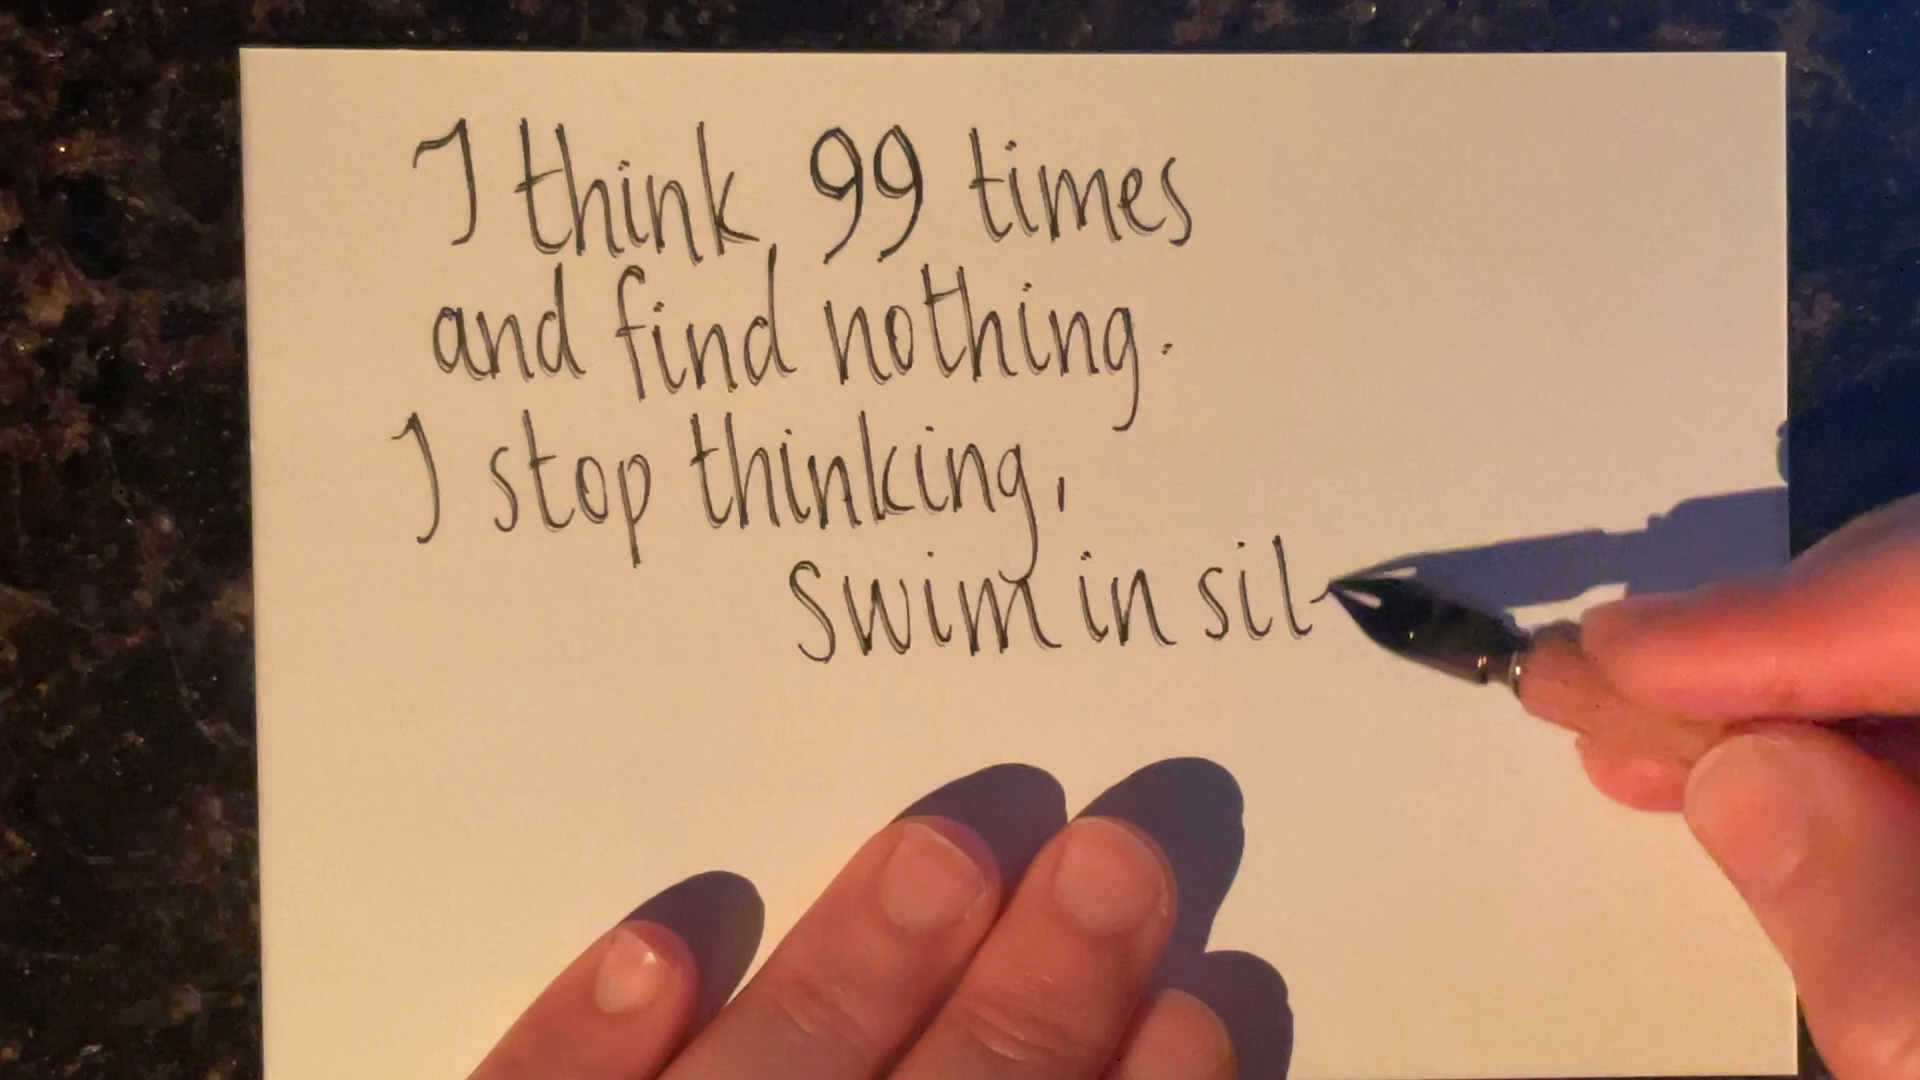 I think 99 times
and find nothing.
I stop thinking,
swim in sil